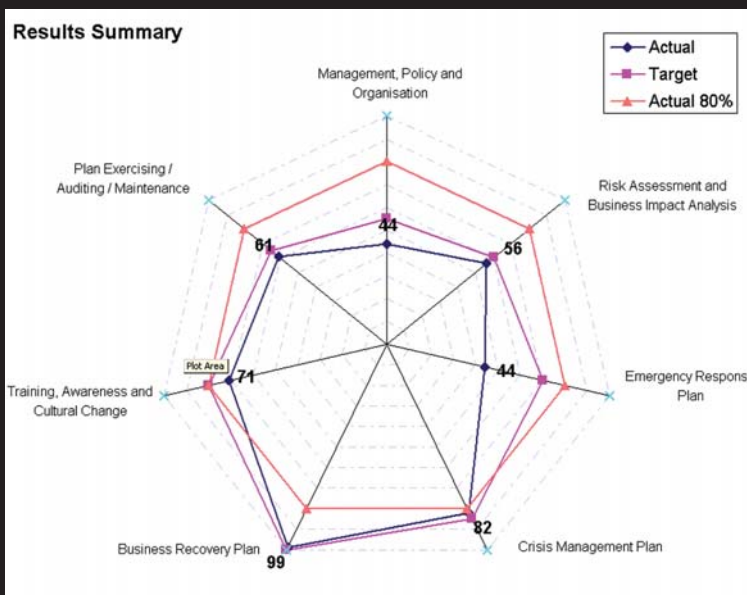 Results Summary
Actual
Target
Actual 80%
Management, Policy and
Organisation
Plan Exercising /
Auditing / Maintenance
Risk Assessment and
Business Impact Analysis
44
61
56
Plot Area
71
44
Training, Awareness and
Cultural Change
Emergency Respons
Plan
82
Business Recovery Plan
Crisis Management Plan
99